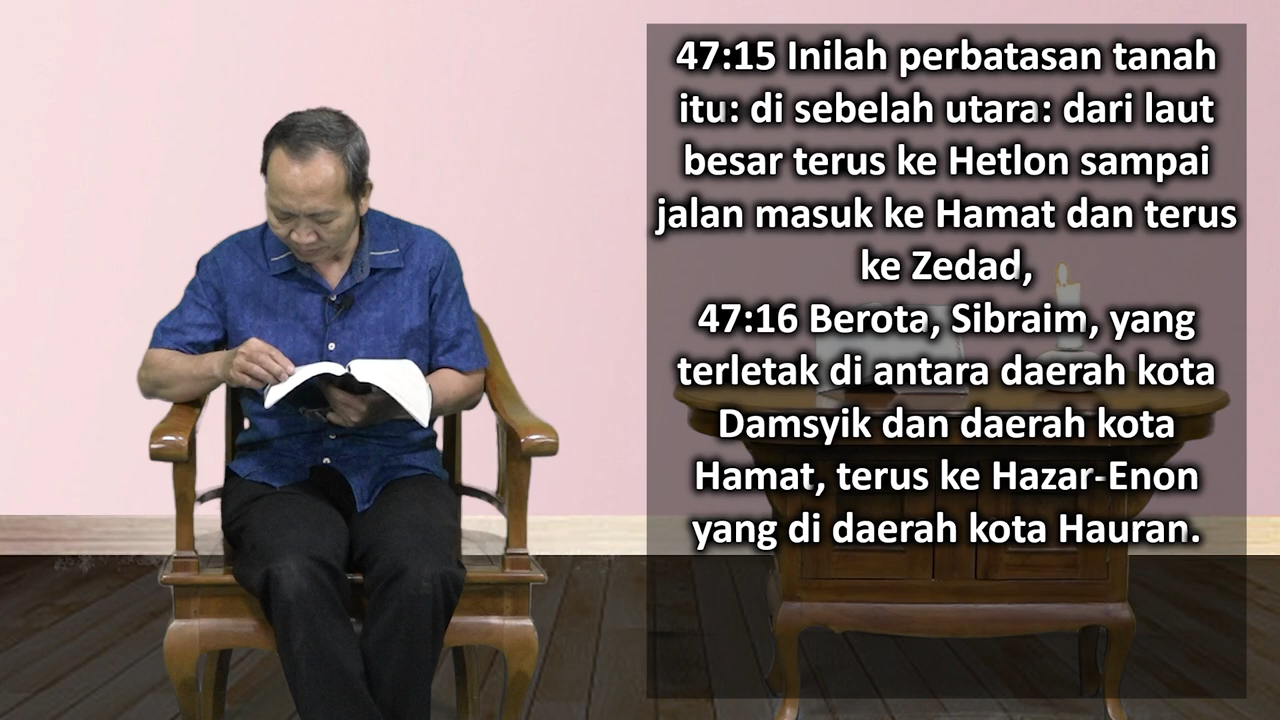 47:15 Inilah perbatasan tanah
itu: di sebelah utara: dari laut
besar terus ke Hetlon sampai
jalan masuk ke Hamat dan terus
ke Zedad,
47:16 Berota, Sibraim, yang
terletak di antara daerah kota
Damsyik dan daerah kota
Hamat, terus ke Hazar-Enon
yang di daerah kota Hauran.